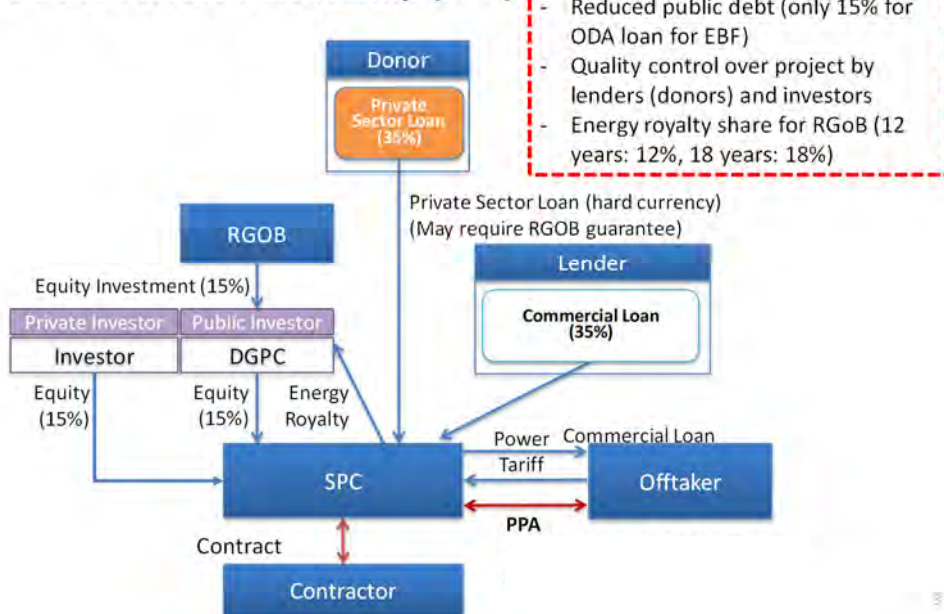 - Reduced public debt (only 15% for
ODA loan for EBF)
- Quality control over project by
lenders (donors) and investors
- Energy royalty share for RGoB (12
years: 12%, 18 years: 18%)
Donor
Private
Sector Loan
(35%)
Private Sector Loan (hard currency)
(May require RGOB guarantee)
RGOB
Lender
Equity Investment (15%)
Commercial Loan
(35%)
Private Investor
Public Investor
Investor
DGPC
Equity
(15%)
Equity
(15%)
Energy
Royalty
Power
Commercial Loan
Tariff
SPC
Offtaker
PPA
Contract
Contractor